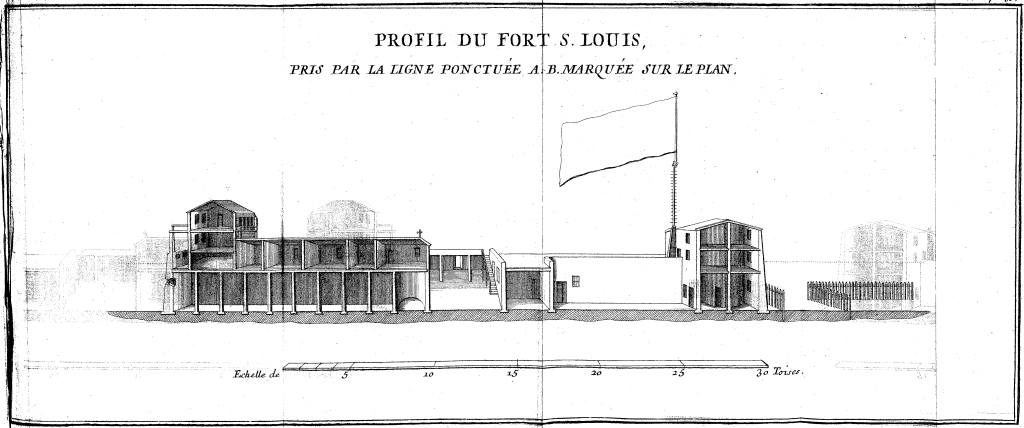 PROFIL DU FORT S. LOUIS,
PRIS PAR LA LIGNE PONCTUÉE A.B. MARQUÉE SUR LE PLAN.
Echelle de 5 10 15 20 25 30 Toises.